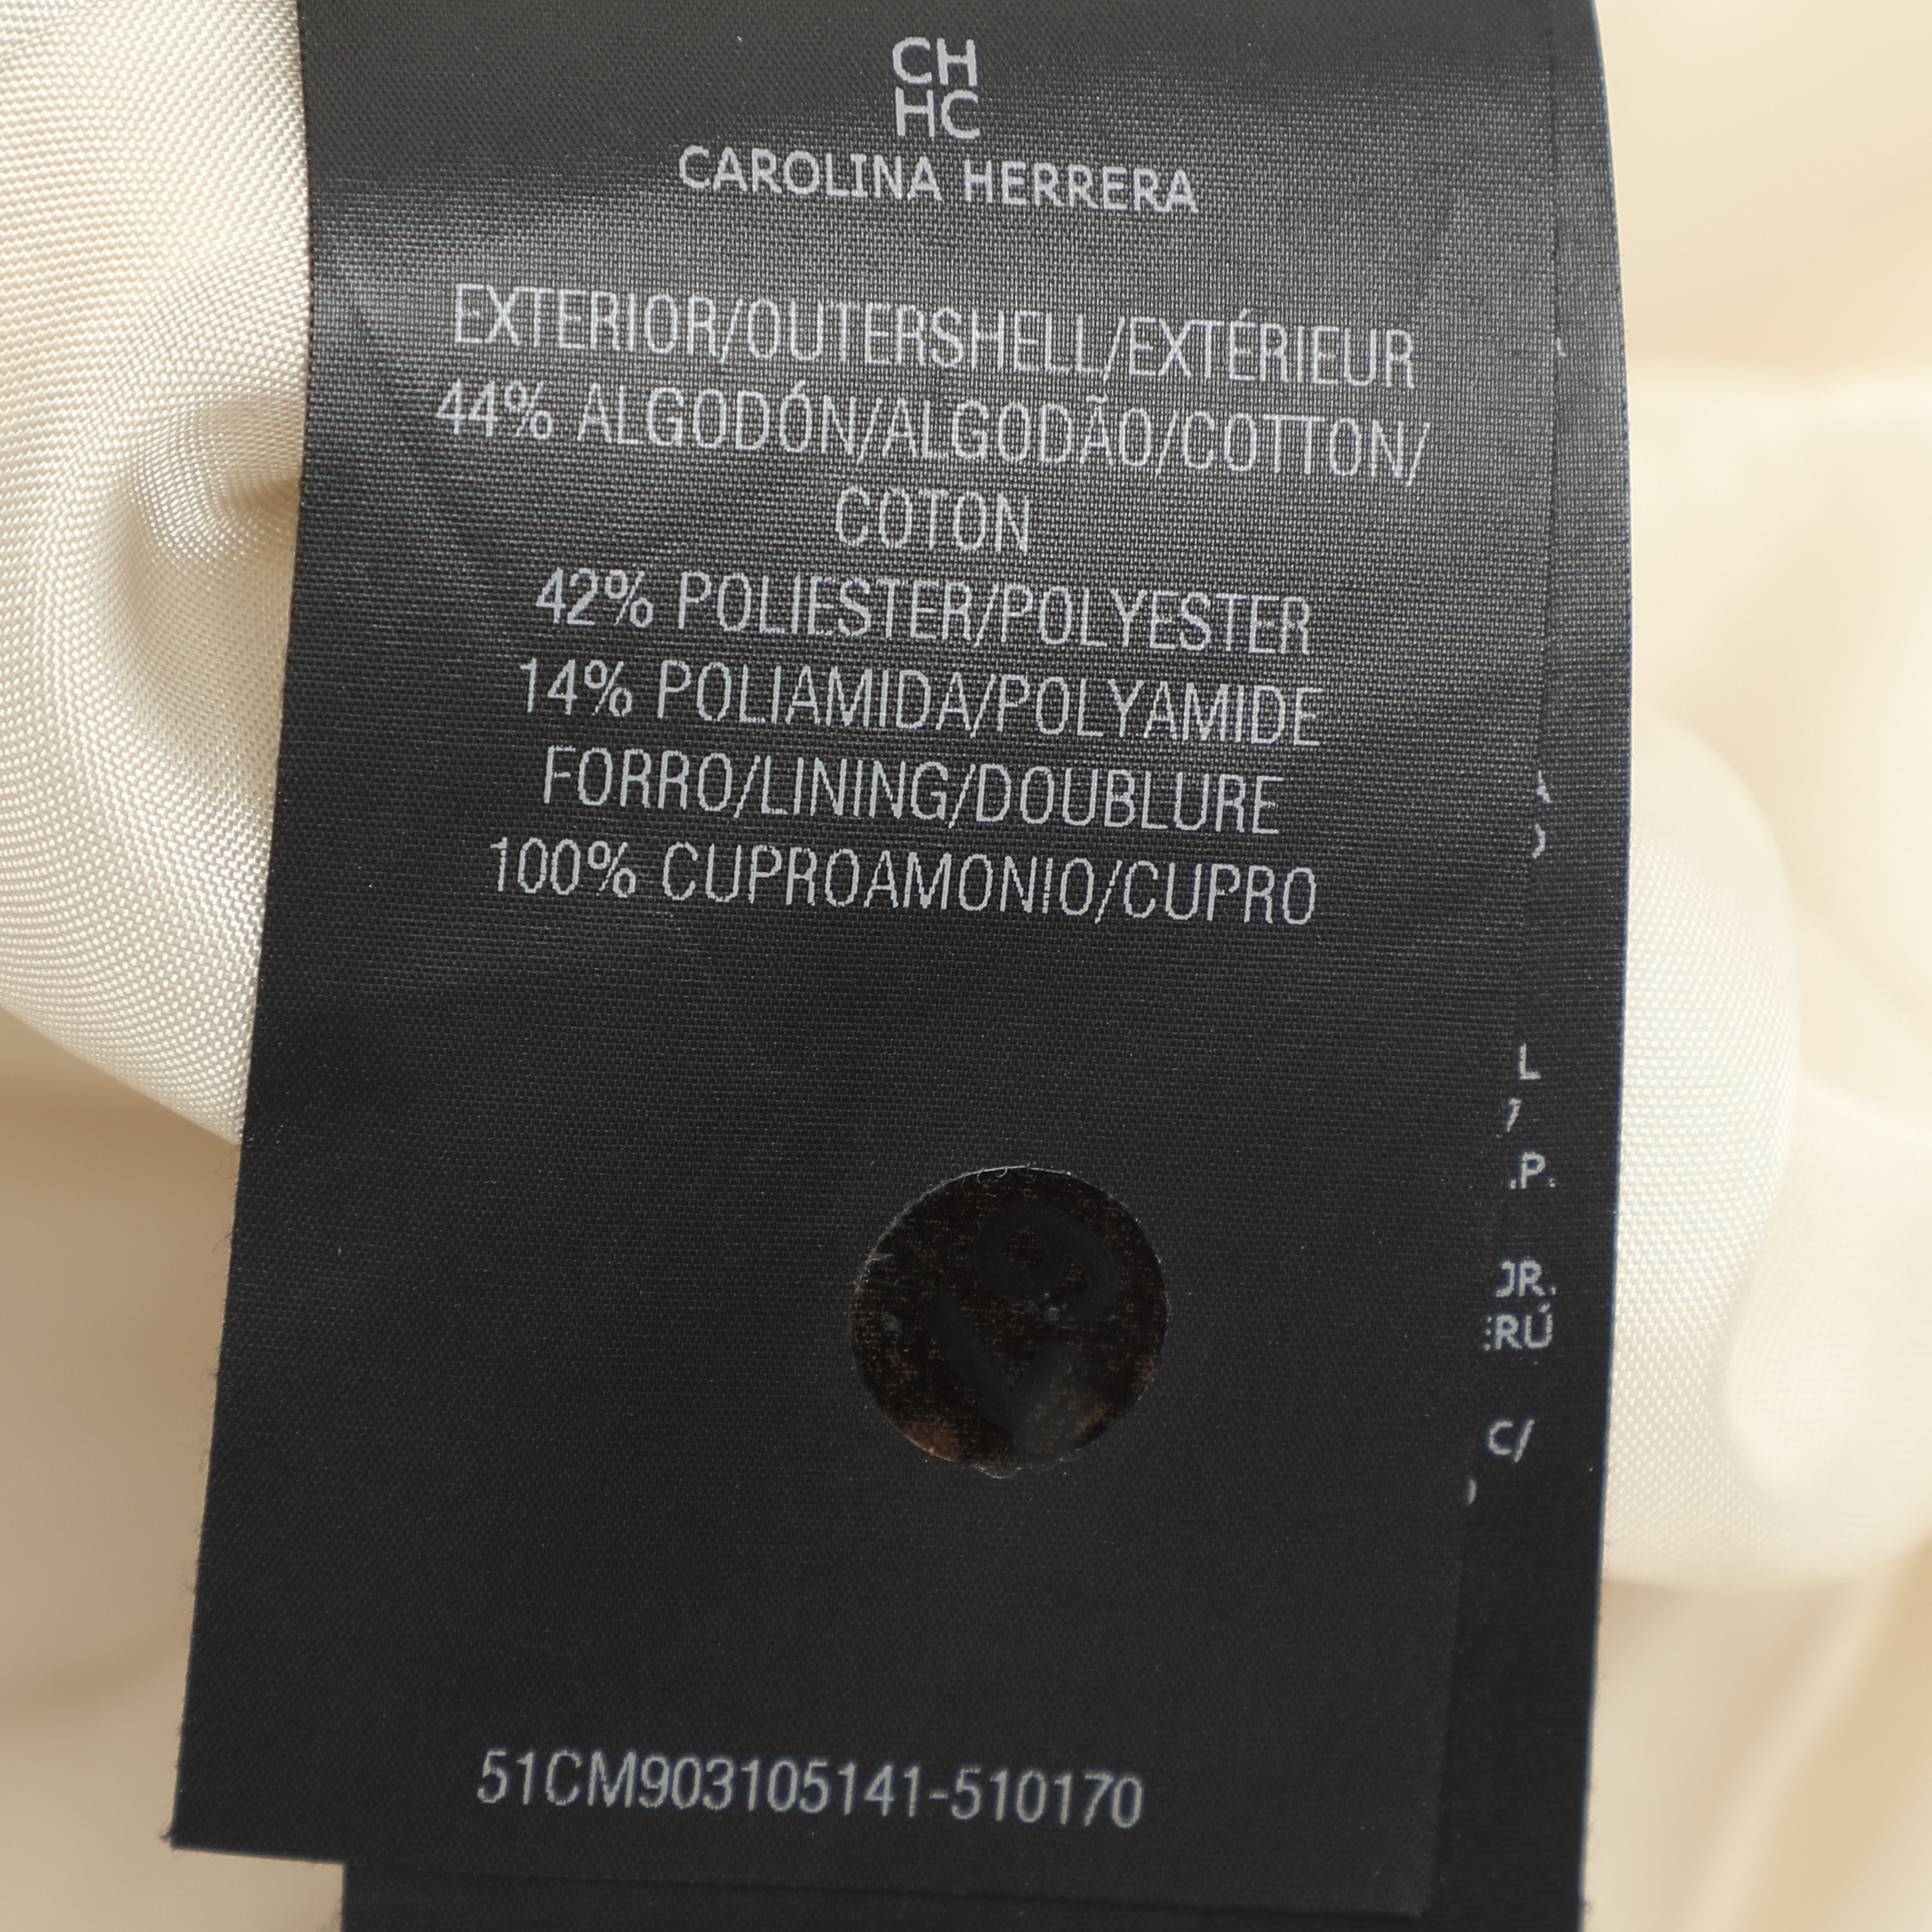 CH
HC
CAROLINA HERRERA
EXTERIOR/OUTERSHELL/EXTÉRIEUR
44% ALGODÓN/ALGODÃO/COTTON/
COTON
42% POLIESTER/POLYESTER
14% POLIAMIDA/POLYAMIDE
FORRO/LINING/DOUBLURE
100% CUPROAMONIO/CUPRO
51CM903105141-510170
L
.P.
C/